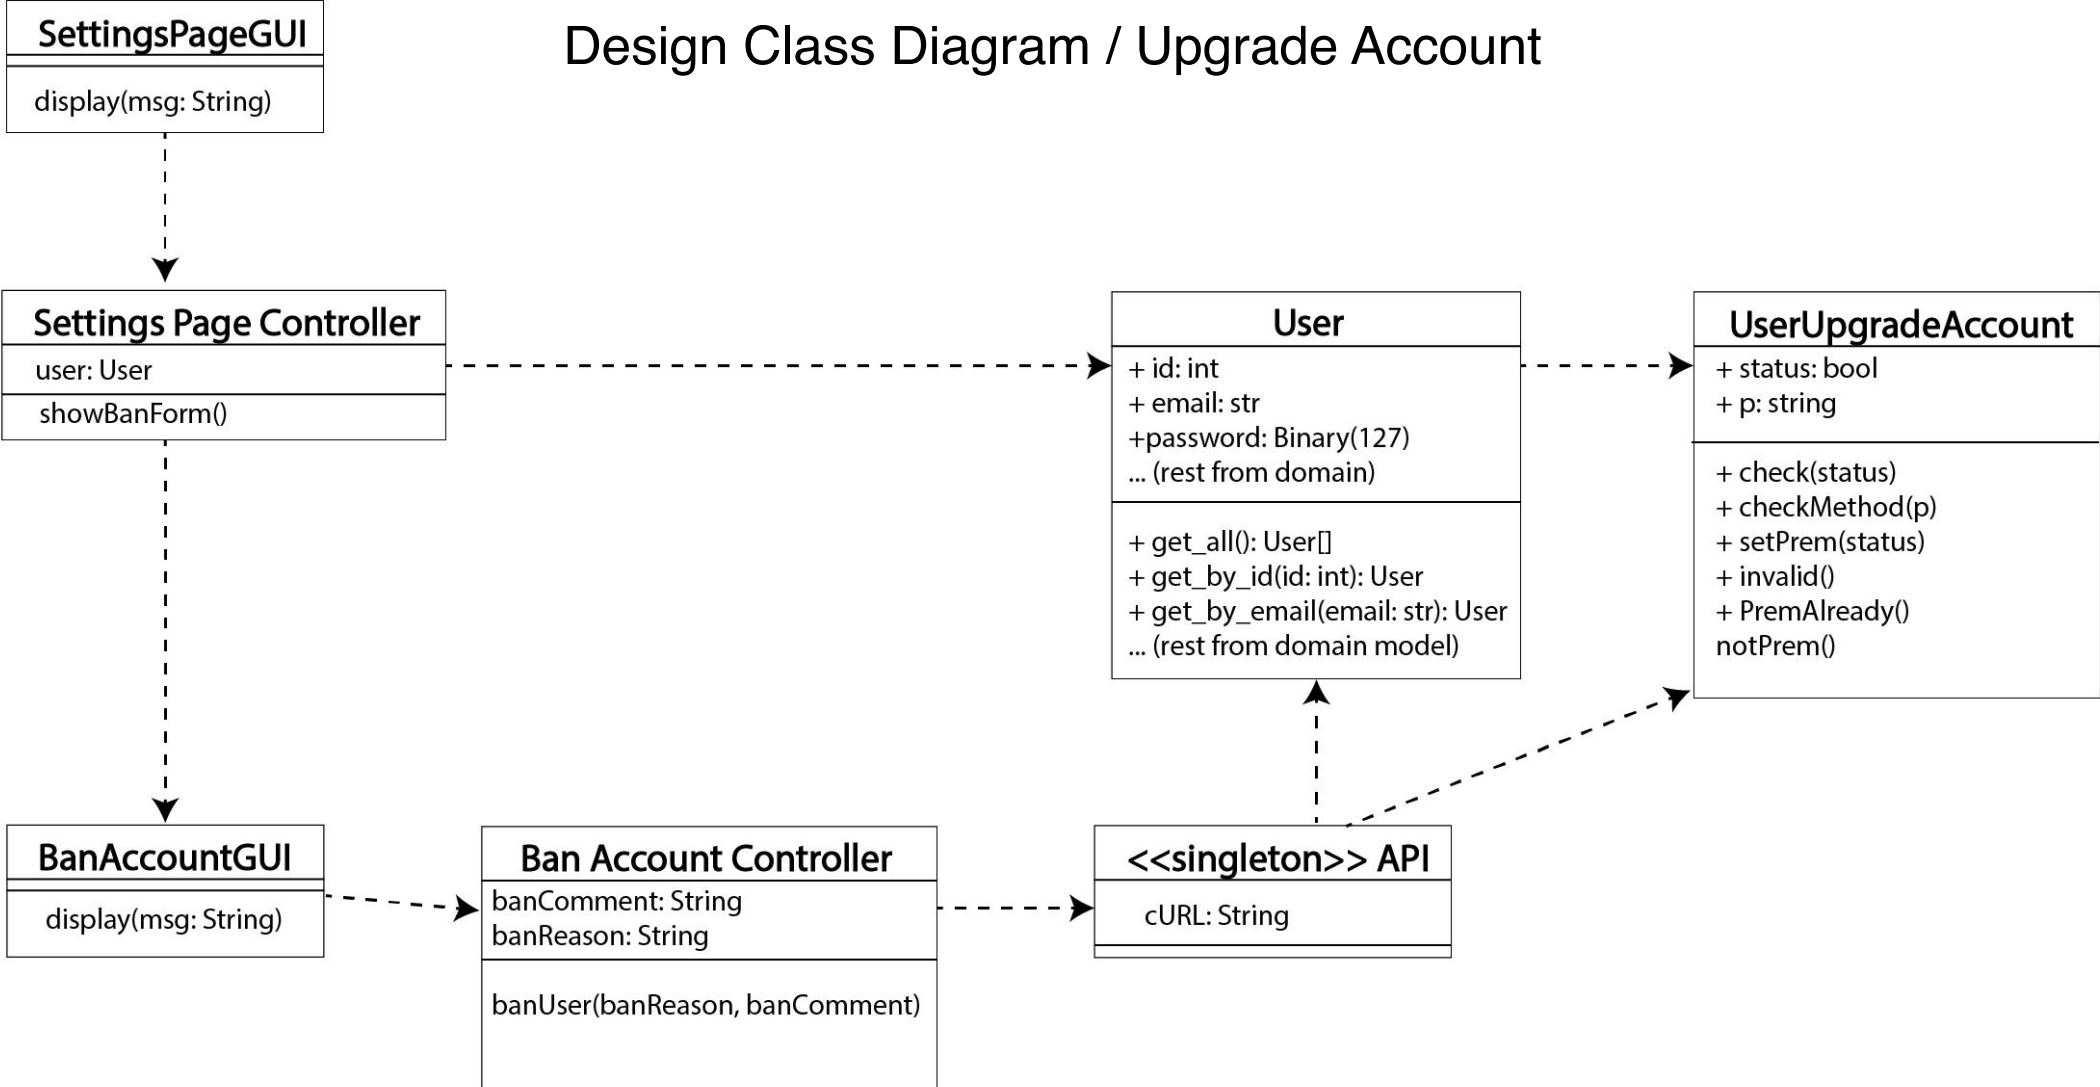 SettingsPageGUI
display(msg: String)
Design Class Diagram / Upgrade Account
Settings Page Controller
user: User
showBanForm()
User
+ id: int
+ email: str
+password: Binary(127)
... (rest from domain)
+ get_all(): User[]
+ get_by_id(id: int): User
+ get_by_email(email: str): User
... (rest from domain model)
UserUpgradeAccount
+ status: bool
+ p: string
+ check(status)
+ checkMethod(p)
+ setPrem(status)
+ invalid()
+ PremAlready()
notPrem()
BanAccountGUI
display(msg: String)
Ban Account Controller
banComment: String
banReason: String
banUser(banReason, banComment)
<<singleton>> API
cURL: String